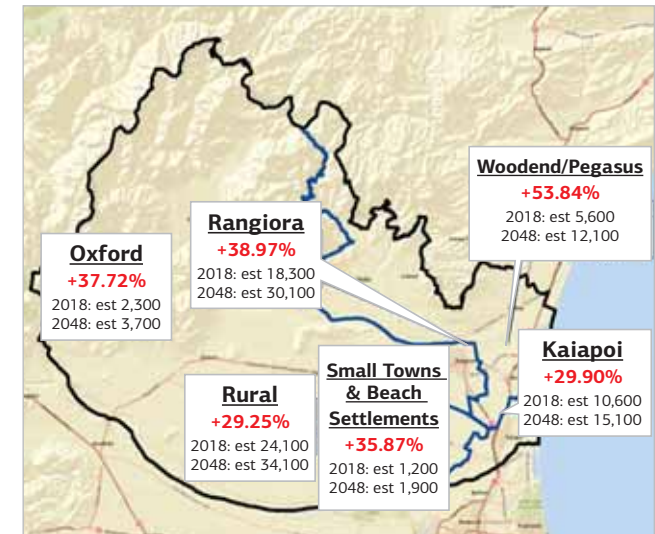 Woodend/Pegasus
+53.84%
2018: est 5,600
2048: est 12,100
Rangiora
+38.97%
2018: est 18,300
2048: est 30,100
Oxford
+37.72%
2018: est 2,300
2048: est 3,700
Kaiapoi
+29.90%
2018: est 10,600
2048: est 15,100
Small Towns
& Beach
Settlements
+35.87%
2018: est 1,200
2048: est 1,900
Rural
+29.25%
2018: est 24,100
2048: est 34,100